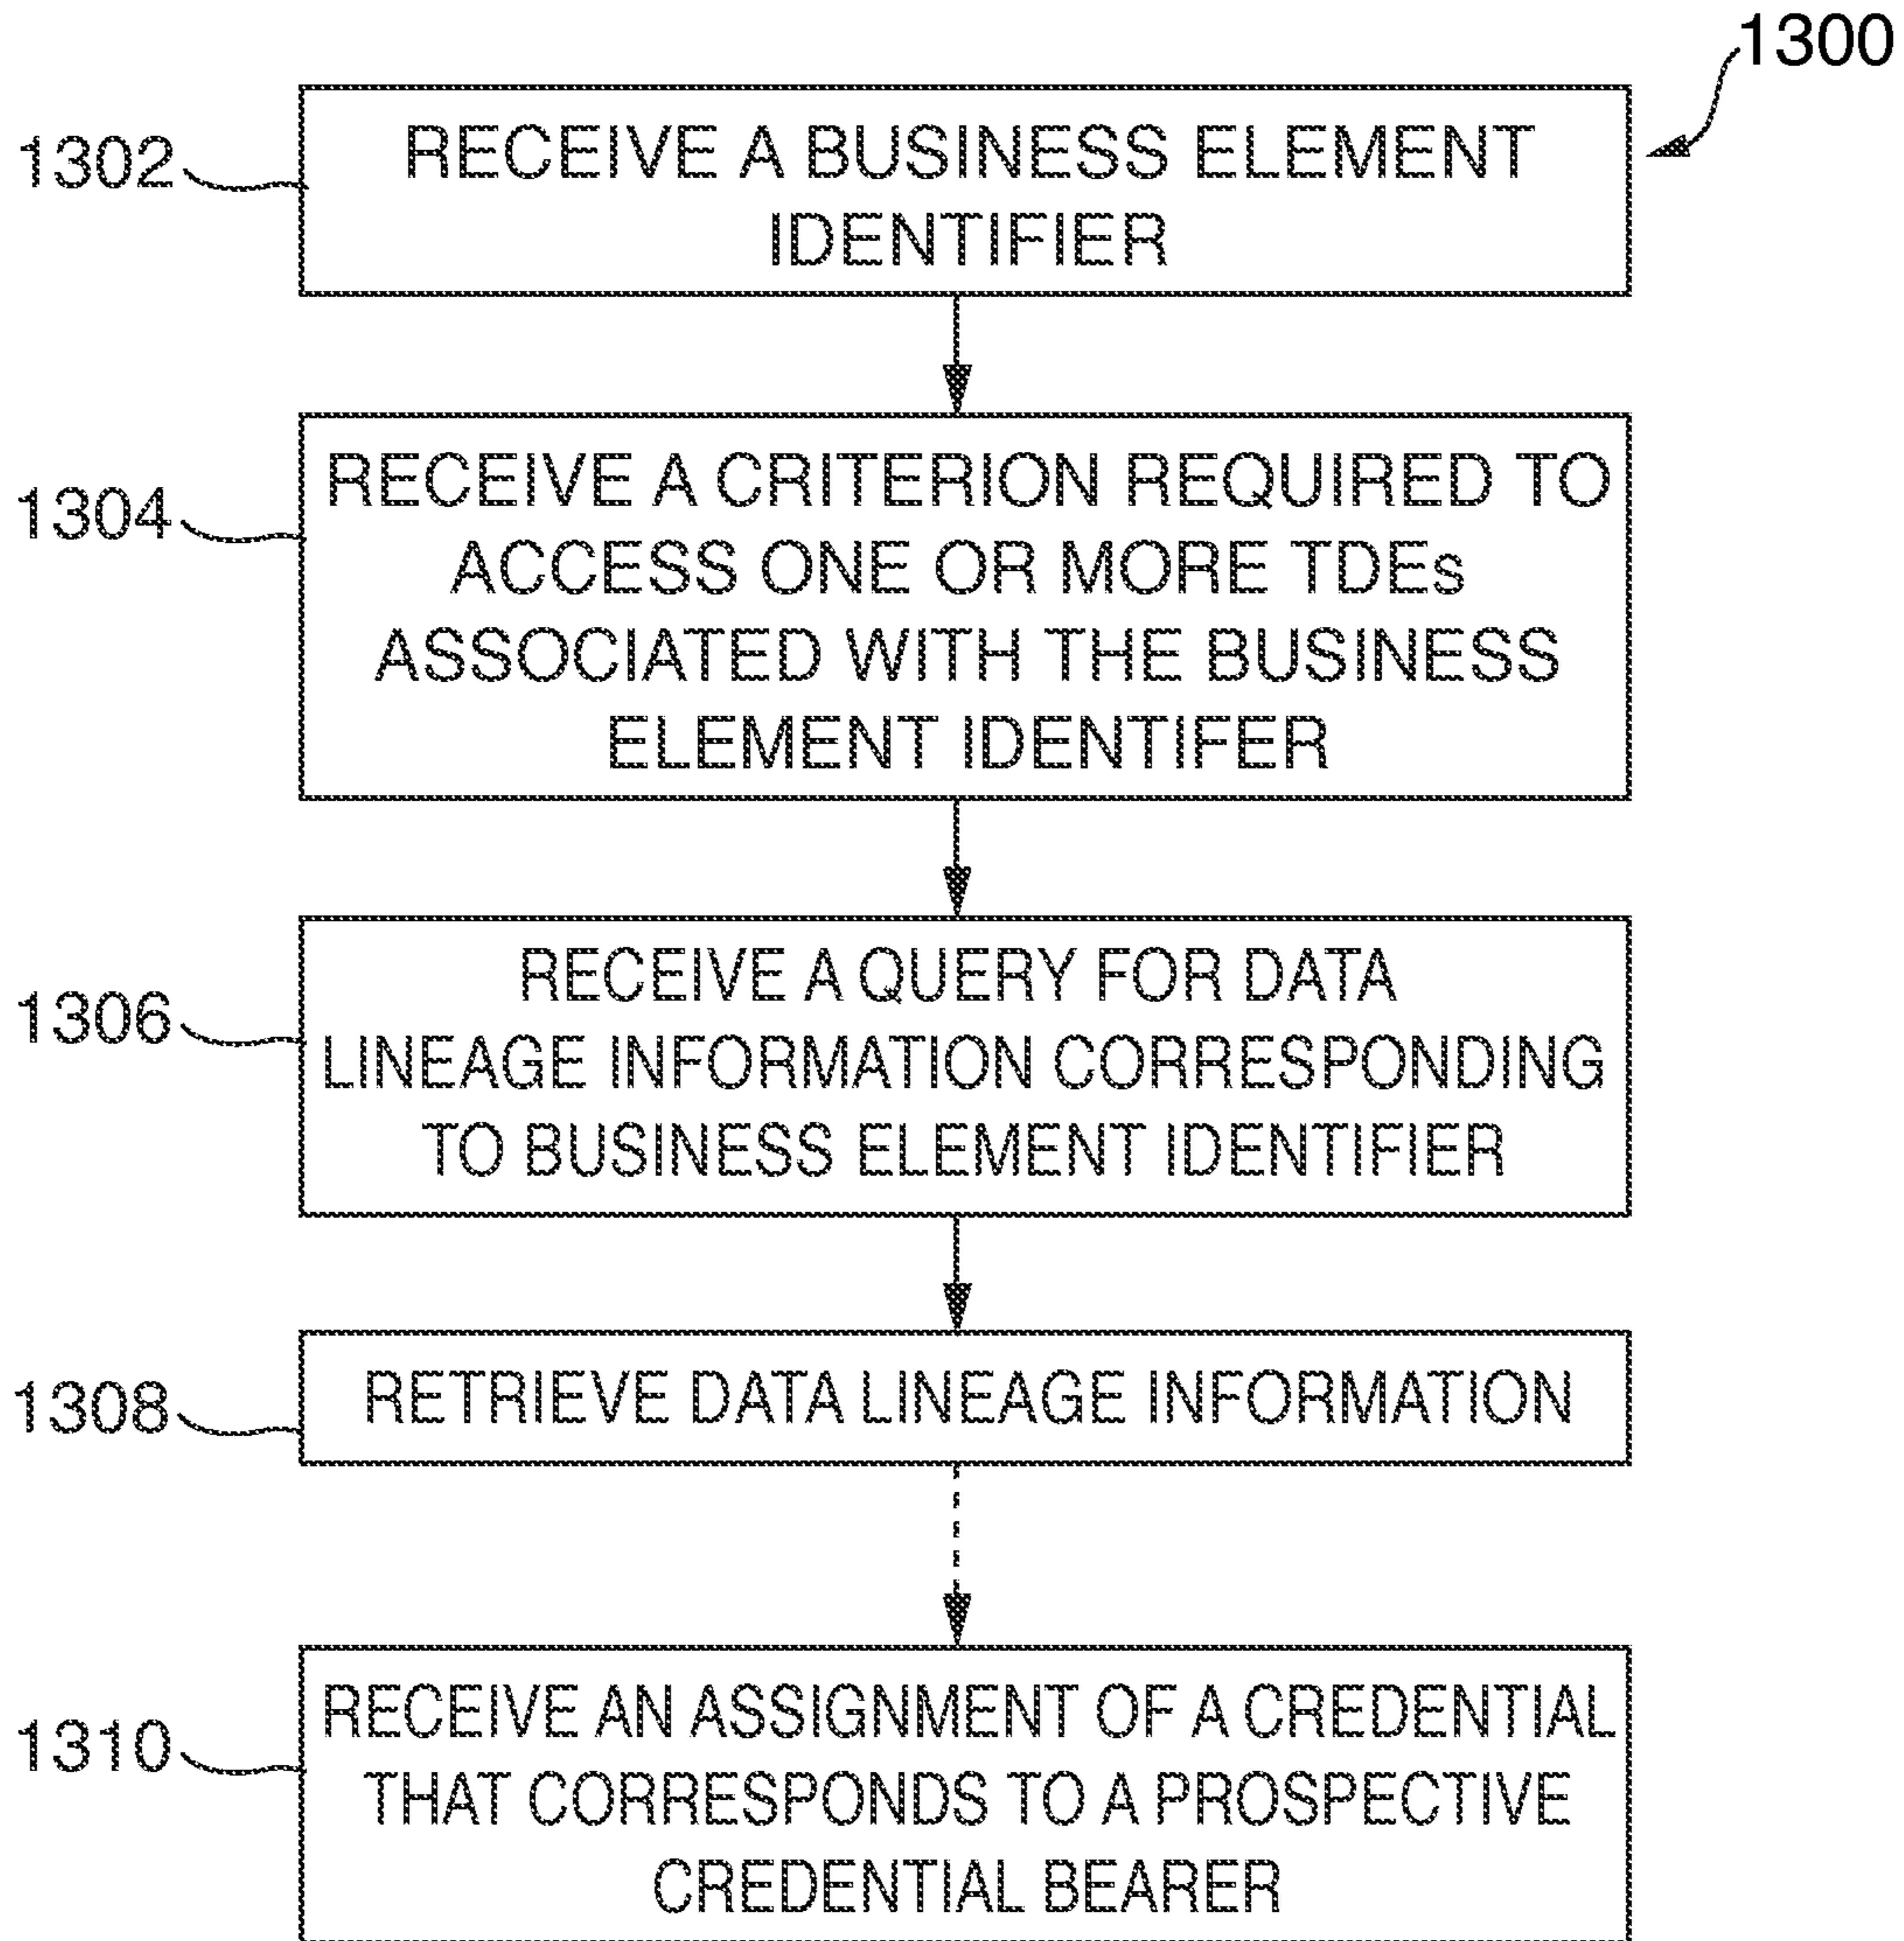 1300
1302
RECEIVE A BUSINESS ELEMENT
IDENTIFIER
1304
RECEIVE A CRITERION REQUIRED TO
ACCESS ONE OR MORE TDEs
ASSOCIATED WITH THE BUSINESS
ELEMENT IDENTIFER
1306
RECEIVE A QUERY FOR DATA
LINEAGE INFORMATION CORRESPONDING
TO BUSINESS ELEMENT IDENTIFIER
1308
RETRIEVE DATA LINEAGE INFORMATION
1310
RECEIVE AN ASSIGNMENT OF A CREDENTIAL
THAT CORRESPONDS TO A PROSPECTIVE
CREDENTIAL BEARER